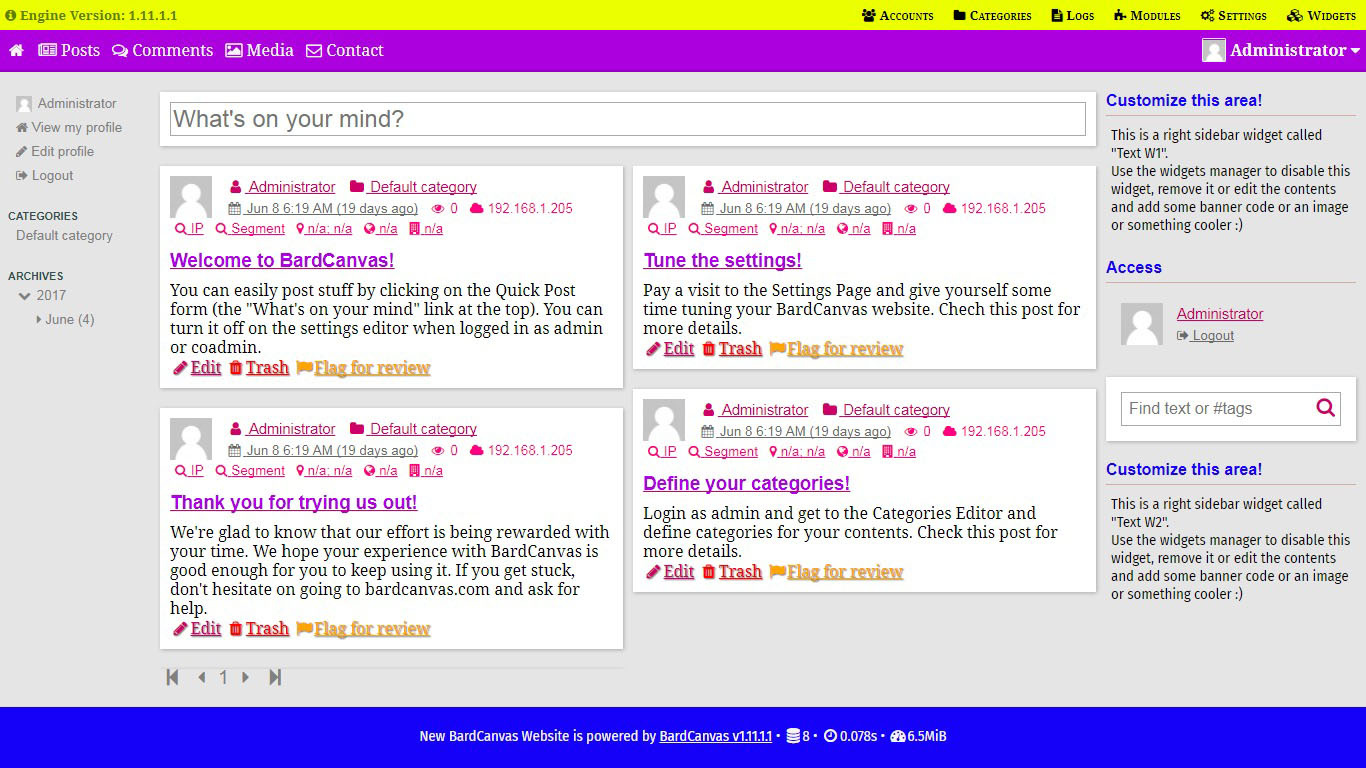 Engine Version: 1.11.1.1
Accounts Categories Logs Modules Settings Widgets
Posts Comments Media Contact
Administrator
Administrator
View my profile
Edit profile
Logout
CATEGORIES
Default category
ARCHIVES
2017
June (4)
What's on your mind?
Administrator Default category
Jun 8 6:19 AM (19 days ago) 0 192.168.1.205
IP Segment n/a; n/a n/a n/a
Welcome to BardCanvas!
You can easily post stuff by clicking on the Quick Post
form (the "What's on your mind" link at the top). You can
turn it off on the settings editor when logged in as admin
or coadmin.
Edit Trash Flag for review
Administrator Default category
Jun 8 6:19 AM (19 days ago) 0 192.168.1.205
IP Segment n/a; n/a n/a n/a
Thank you for trying us out!
We're glad to know that our effort is being rewarded with
your time. We hope your experience with BardCanvas is
good enough for you to keep using it. If you get stuck,
don't hesitate on going to bardcanvas.com and ask for
help.
Edit Trash Flag for review
1
Administrator Default category
Jun 8 6:19 AM (19 days ago) 0 192.168.1.205
IP Segment n/a; n/a n/a n/a
Tune the settings!
Pay a visit to the Settings Page and give yourself some
time tuning your BardCanvas website. Chech this post for
more details.
Edit Trash Flag for review
Administrator Default category
Jun 8 6:19 AM (19 days ago) 0 192.168.1.205
IP Segment n/a; n/a n/a n/a
Define your categories!
Login as admin and get to the Categories Editor and
define categories for your contents. Check this post for
more details.
Edit Trash Flag for review
Customize this area!
This is a right sidebar widget called
"Text W1".
Use the widgets manager to disable this
widget, remove it or edit the contents
and add some banner code or an image
or something cooler :)
Access
Administrator
Logout
Find text or #tags
Customize this area!
This is a right sidebar widget called
"Text W2".
Use the widgets manager to disable this
widget, remove it or edit the contents
and add some banner code or an image
or something cooler :)
New BardCanvas Website is powered by BardCanvas v1.11.1.1 • 8 • 0.078s • 6.5MiB